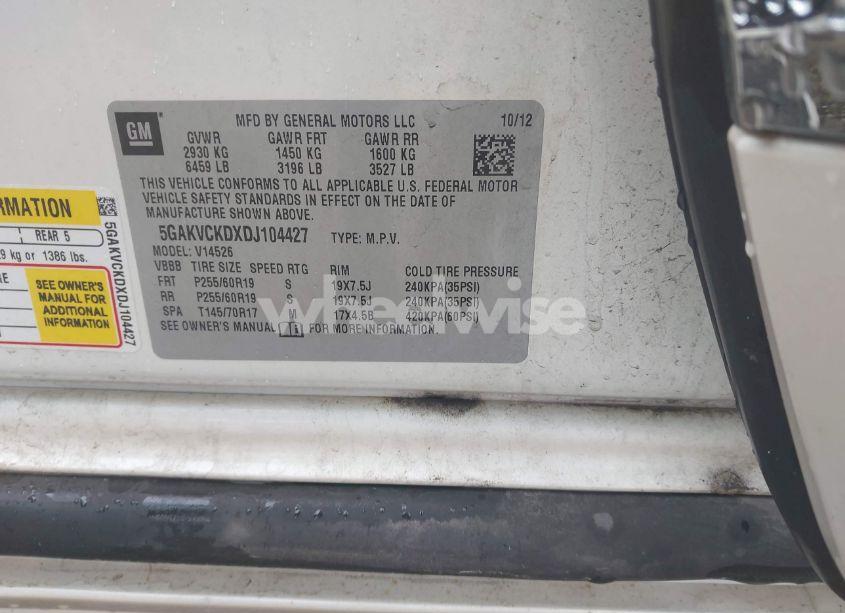 GM
MFD BY GENERAL MOTORS LLC 10/12
GVWR GAWR FRT GAWR RR
2930 KG 1450 KG 1600 KG
6459 LB 3196 LB 3527 LB
THIS VEHICLE CONFORMS TO ALL APPLICABLE U.S. FEDERAL MOTOR
VEHICLE SAFETY STANDARDS IN EFFECT ON THE DATE OF
MANUFACTURE SHOWN ABOVE.
5GAKVCKDXDJ104427 TYPE: M.P.V.
MODEL: V14526
VBBB TIRE SIZE SPEED RTG RIM COLD TIRE PRESSURE
FRT P255/60R19 S 19X7.5J 240KPA(35PSI)
RR P255/60R19 S 19X7.5J 240KPA(35PSI)
SPA T145/70R17 M 17X4.5B 420KPA(60PSI)
SEE OWNER'S MANUAL FOR MORE INFORMATION.
REAR 5
1386 lbs.
SEE OWNER'S
MANUAL FOR
ADDITIONAL
INFORMATION
5GAKVCKDXDJ104427
wheelwise